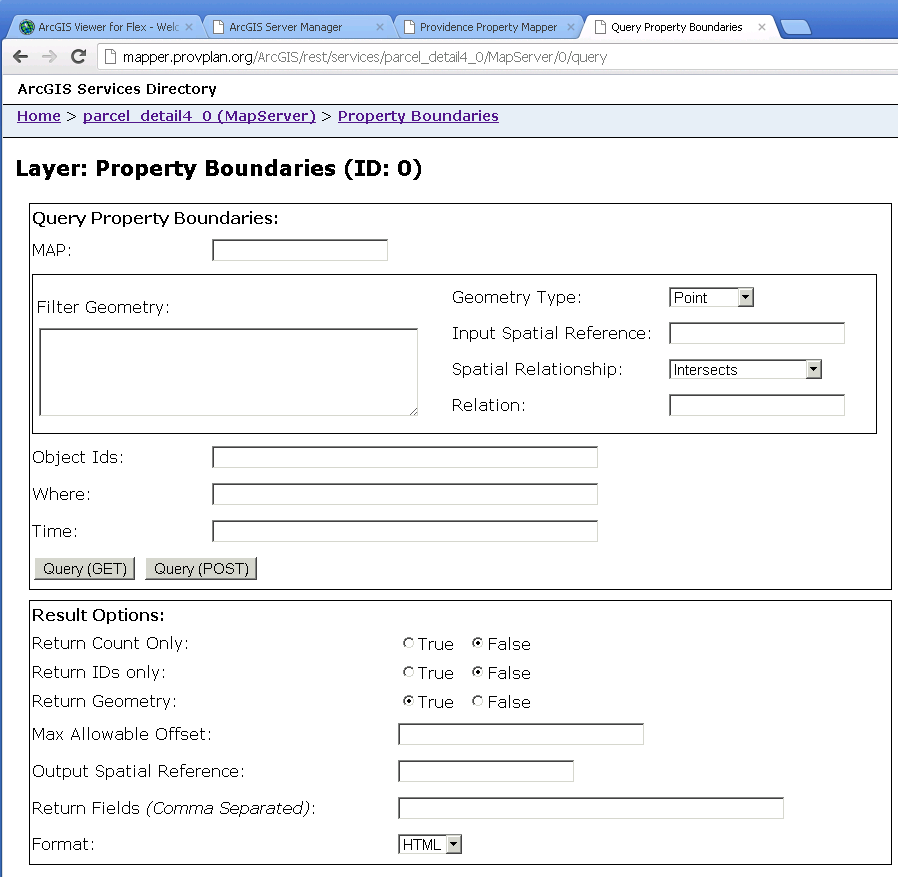 ArcGIS Viewer for Flex - Welc
ArcGIS Server Manager
Providence Property Mapper
Query Property Boundaries
mapper.provplan.org/ArcGIS/rest/services/parcel_detail4_0/MapServer/0/query
ArcGIS Services Directory
Home > parcel_detail4_0 (MapServer) > Property Boundaries
Layer: Property Boundaries (ID: 0)
Query Property Boundaries:
MAP:
Filter Geometry:
Geometry Type: Point
Input Spatial Reference:
Spatial Relationship: Intersects
Relation:
Object Ids:
Where:
Time:
Query (GET) Query (POST)
Result Options:
Return Count Only: True False
Return IDs only: True False
Return Geometry: True False
Max Allowable Offset:
Output Spatial Reference:
Return Fields (Comma Separated):
Format: HTML